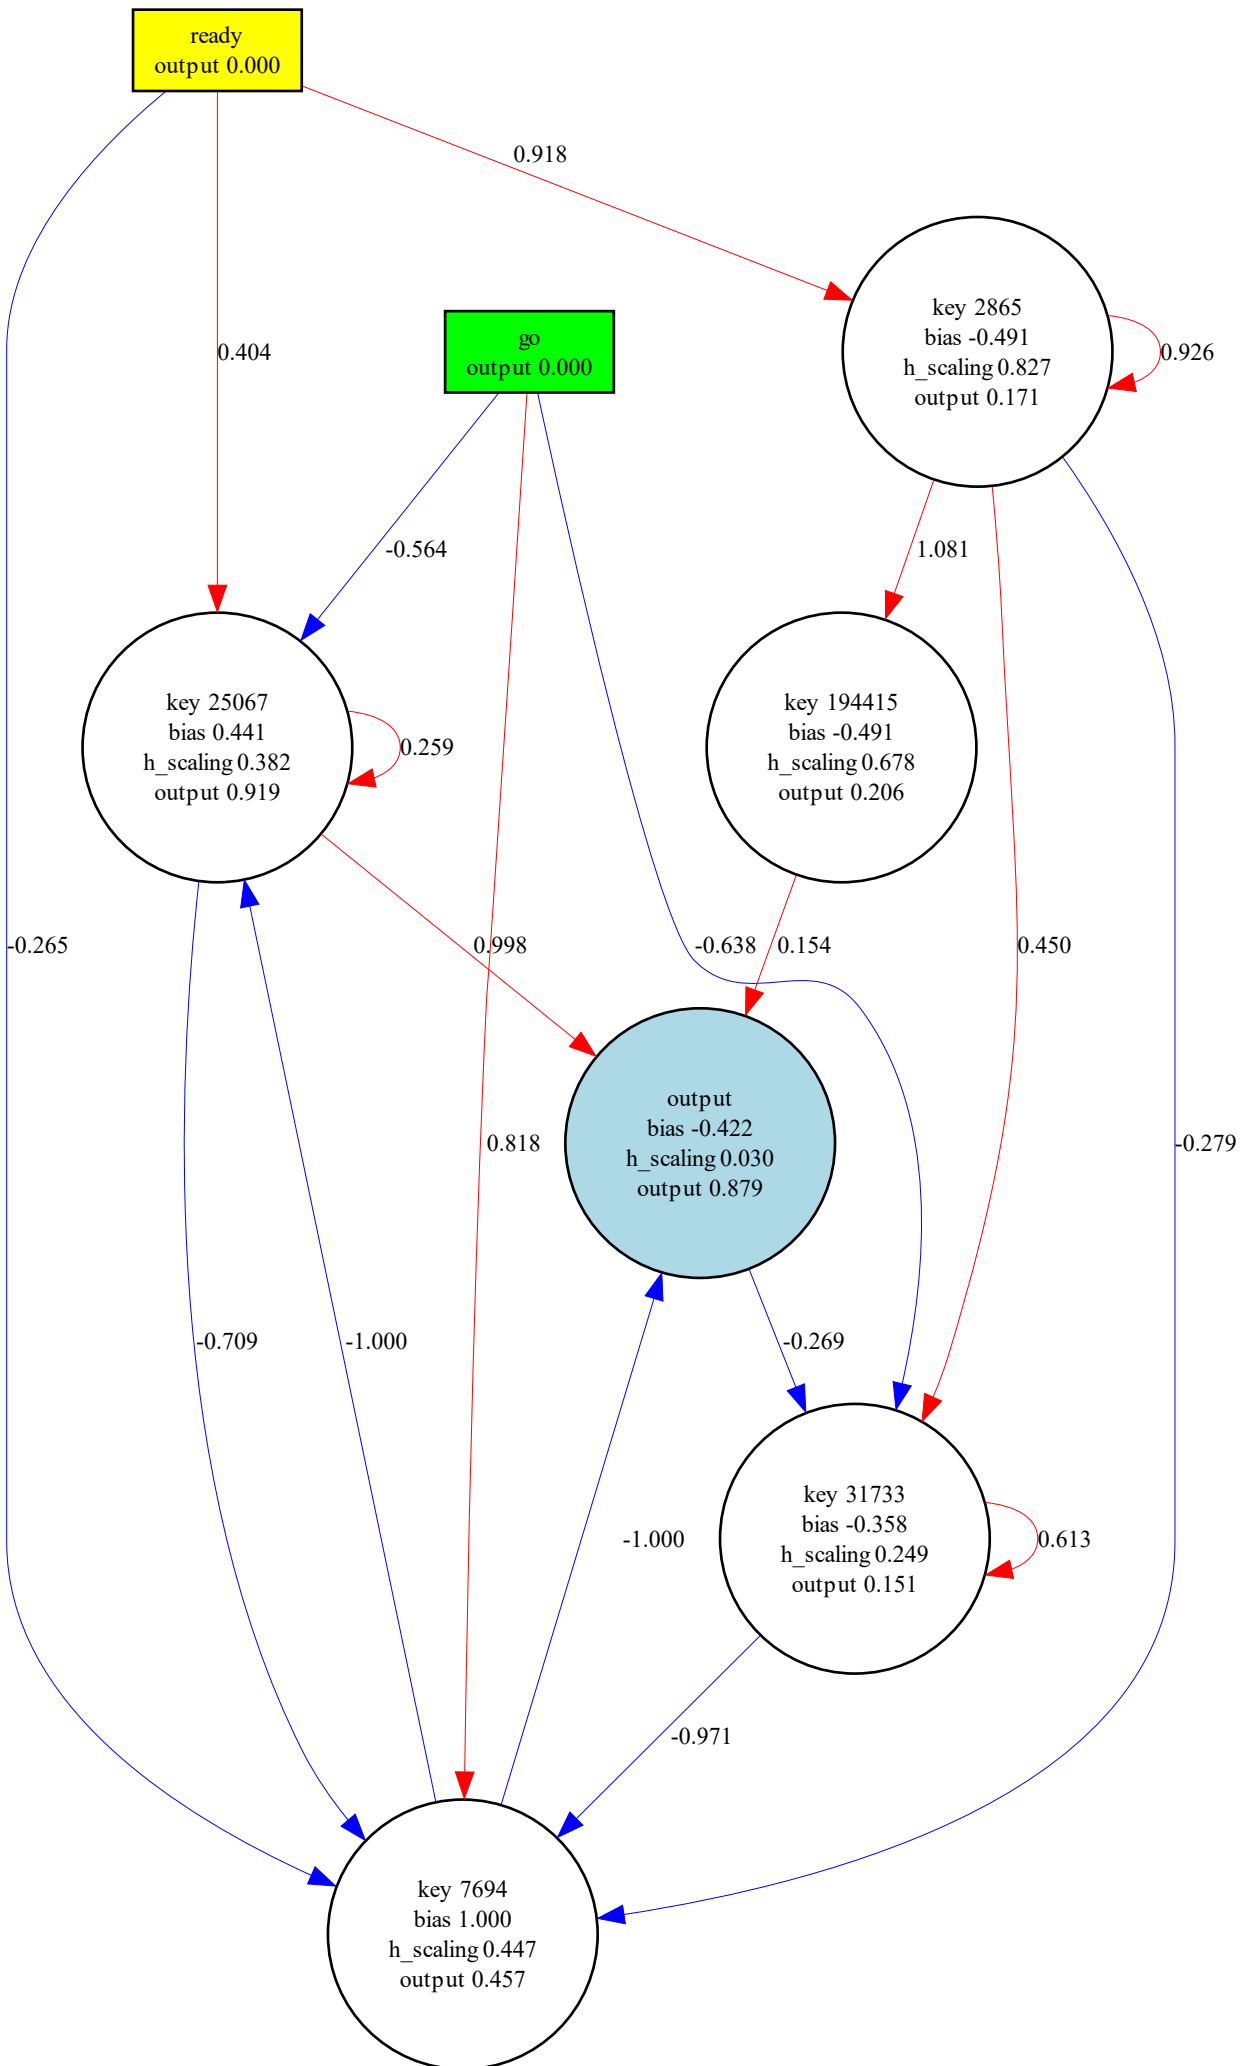 ready
output 0.000
0.918
key 2865
bias -0.491
h_scaling 0.827
output 0.171
0.926
go
output 0.000
0.404
-0.564
1.081
key 25067
bias 0.441
h_scaling 0.382
output 0.919
0.259
key 194415
bias -0.491
h_scaling 0.678
output 0.206
-0.265
0.998
-0.638
0.154
0.450
output
bias -0.422
h_scaling 0.030
output 0.879
0.818
-0.279
-0.709
-1.000
-0.269
key 31733
bias -0.358
h_scaling 0.249
output 0.151
-1.000
0.613
-0.971
key 7694
bias 1.000
h_scaling 0.447
output 0.457